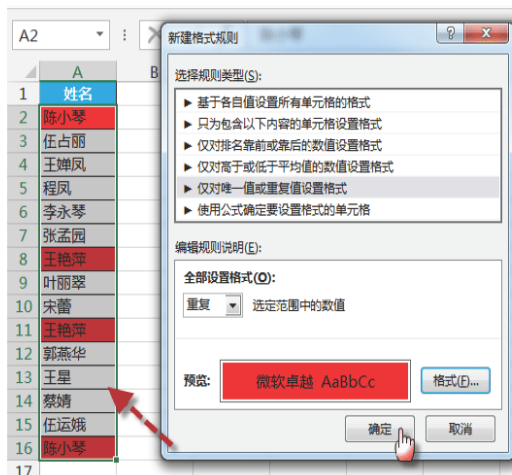 A2
新建格式规则
选择规则类型(S):
► 基于各自值设置所有单元格的格式
► 只为包含以下内容的单元格设置格式
► 仅对排名靠前或靠后的数值设置格式
► 仅对高于或低于平均值的数值设置格式
► 仅对唯一值或重复值设置格式
► 使用公式确定要设置格式的单元格
编辑规则说明(E):
全部设置格式(O):
重复 选定范围中的数值
预览: 微软卓越 AaBbCc 格式(F)...
确定 取消
A B
1 姓名
2 陈小琴
3 伍占丽
4 王婵凤
5 程凤
6 李永琴
7 张孟园
8 王艳萍
9 叶丽翠
10 宋蕾
11 王艳萍
12 郭燕华
13 王星
14 蔡婧
15 伍运娥
16 陈小琴
17